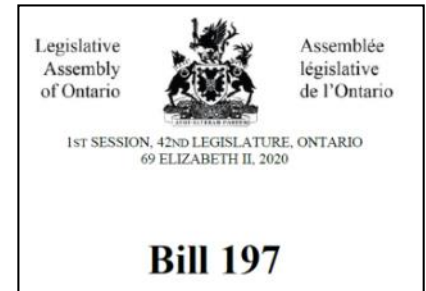 Legislative
Assembly
of Ontario
Assemblée
législative
de l'Ontario
1ST SESSION, 42ND LEGISLATURE, ONTARIO
69 ELIZABETH II, 2020
Bill 197